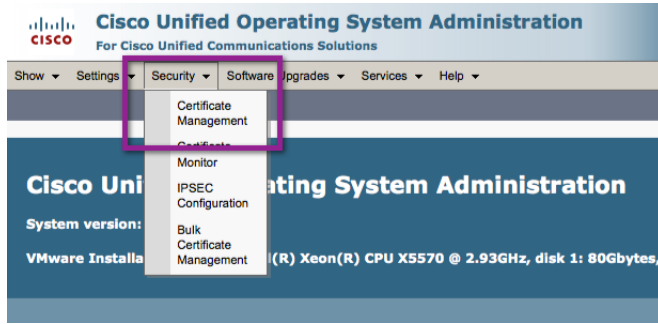 CISCO
Cisco Unified Operating System Administration
For Cisco Unified Communications Solutions
Show Settings Security Software Upgrades Services Help
Certificate
Management
Certificate
Monitor
IPSEC
Configuration
Bulk
Certificate
Management
Cisco Uni ating System Administration
System version:
VMware Installa l(R) Xeon(R) CPU X5570 @ 2.93GHz, disk 1: 80Gbytes,